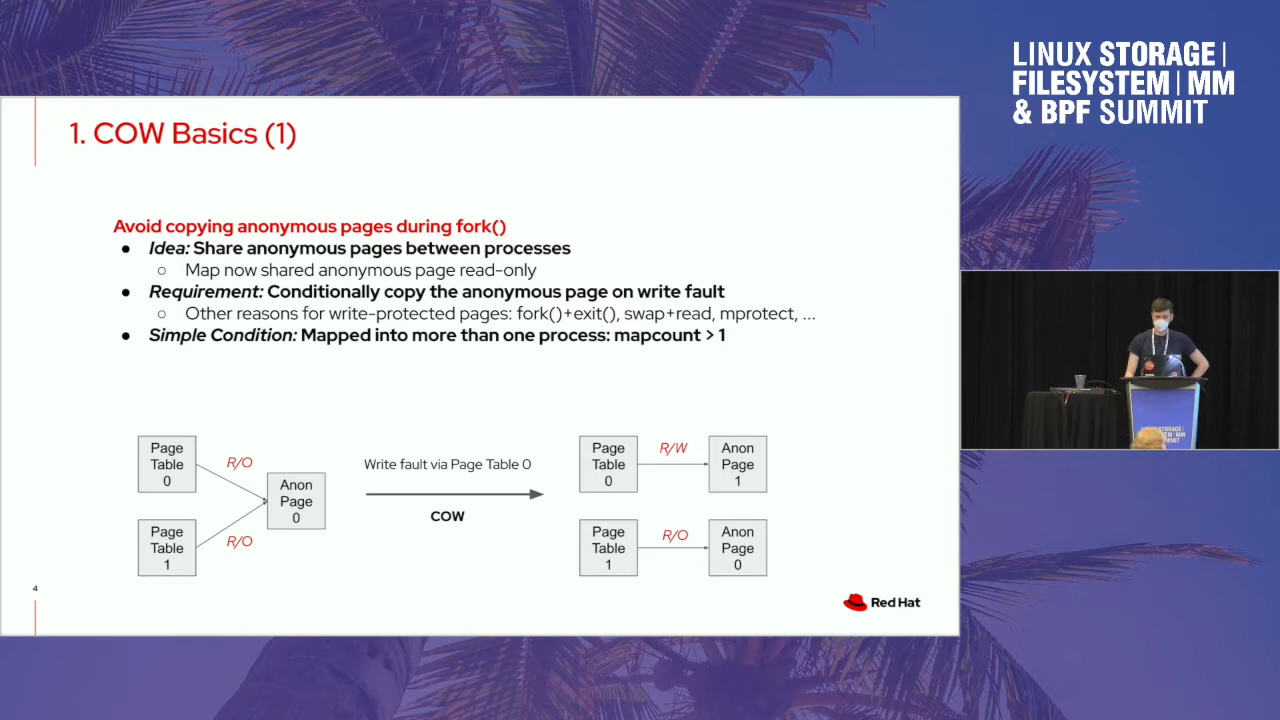 LINUX STORAGE |
FILESYSTEM | MM
& BPF SUMMIT
1. COW Basics (1)
Avoid copying anonymous pages during fork()
● Idea: Share anonymous pages between processes
○ Map now shared anonymous page read-only
● Requirement: Conditionally copy the anonymous page on write fault
○ Other reasons for write-protected pages: fork()+exit(), swap+read, mprotect, ...
● Simple Condition: Mapped into more than one process: mapcount > 1
Page
Table
0
R/O
Anon
Page
0
Page
Table
1
R/O
Write fault via Page Table 0
COW
Page
Table
0
R/W
Anon
Page
1
Page
Table
1
R/O
Anon
Page
0
4
Red Hat